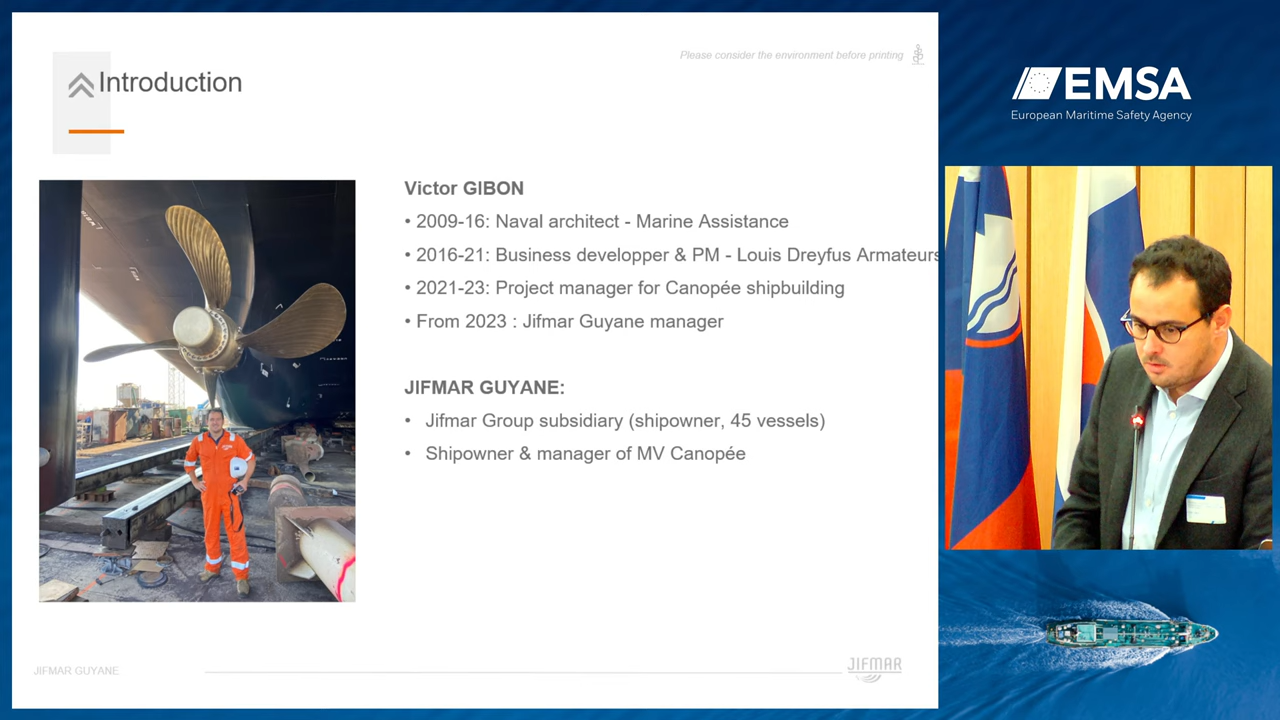 Please consider the environment before printing
Introduction
Victor GIBON
• 2009-16: Naval architect - Marine Assistance
• 2016-21: Business developper & PM - Louis Dreyfus Armateurs
• 2021-23: Project manager for Canopée shipbuilding
• From 2023 : Jifmar Guyane manager
JIFMAR GUYANE:
• Jifmar Group subsidiary (shipowner, 45 vessels)
• Shipowner & manager of MV Canopée
JIFMAR GUYANE
JIFMAR
EMSA
European Maritime Safety Agency